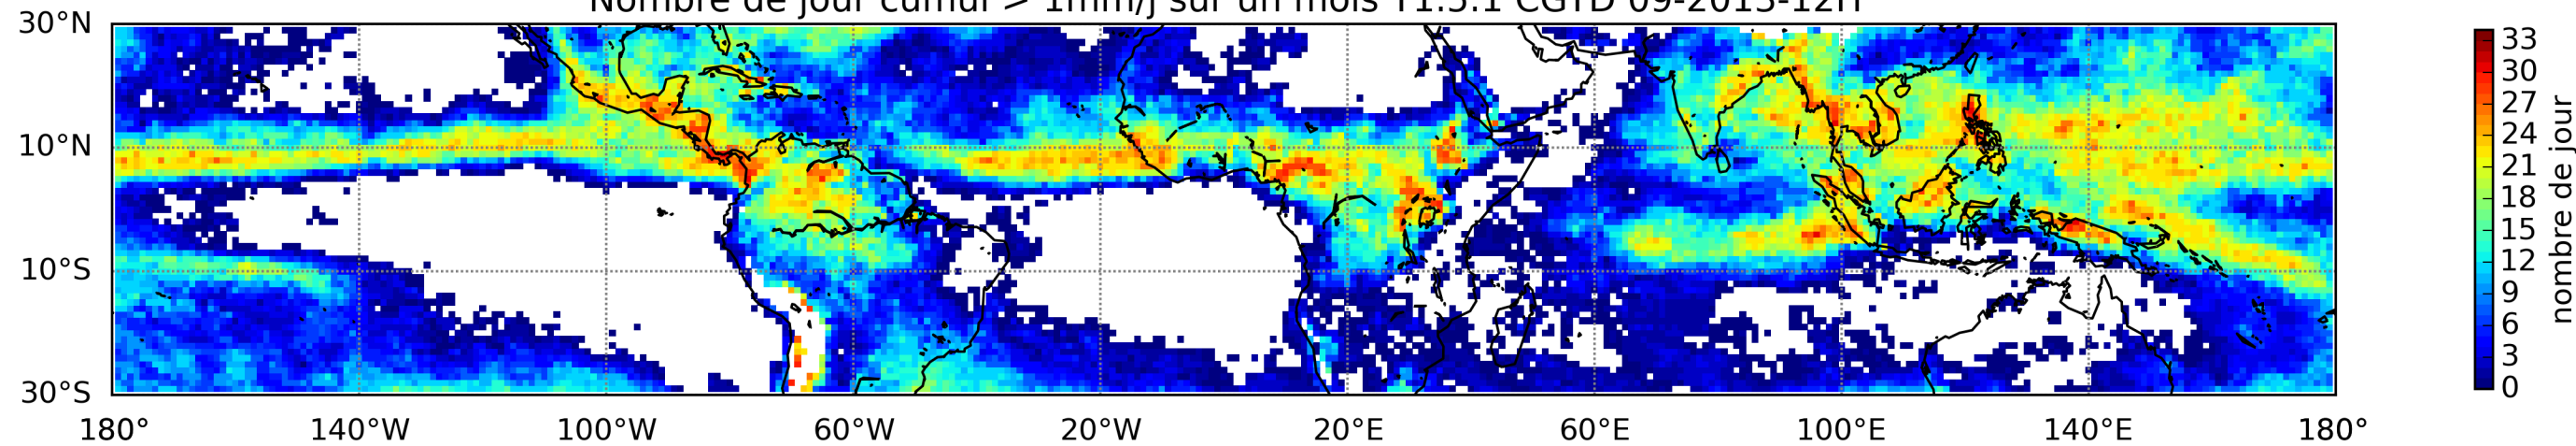 Nombre de jour cumul > 1mm/j sur un mois T1.5.1 CGTD 09-2013-12H
30°N
10°N
10°S
30°S
180° 140°W 100°W 60°W 20°W 20°E 60°E 100°E 140°E 180°
33
30
27
24
21
18
15
12
9
6
3
0
nombre de jour